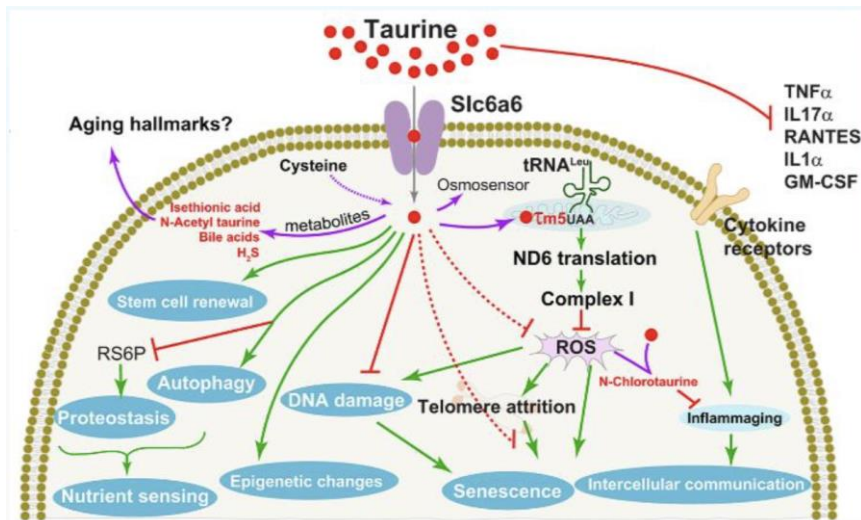 Taurine
Slc6a6
TNFα
IL17α
RANTES
IL1α
GM-CSF
Aging hallmarks?
Cysteine
tRNALeu
Osmosensor
τm5UAA
Cytokine
receptors
Isethionic acid
N-Acetyl taurine
Bile acids
H2S
metabolites
ND6 translation
Complex I
Stem cell renewal
ROS
RS6P
N-Chlorotaurine
Autophagy
DNA damage
Telomere attrition
Proteostasis
Inflammaging
Nutrient sensing
Epigenetic changes
Senescence
Intercellular communication